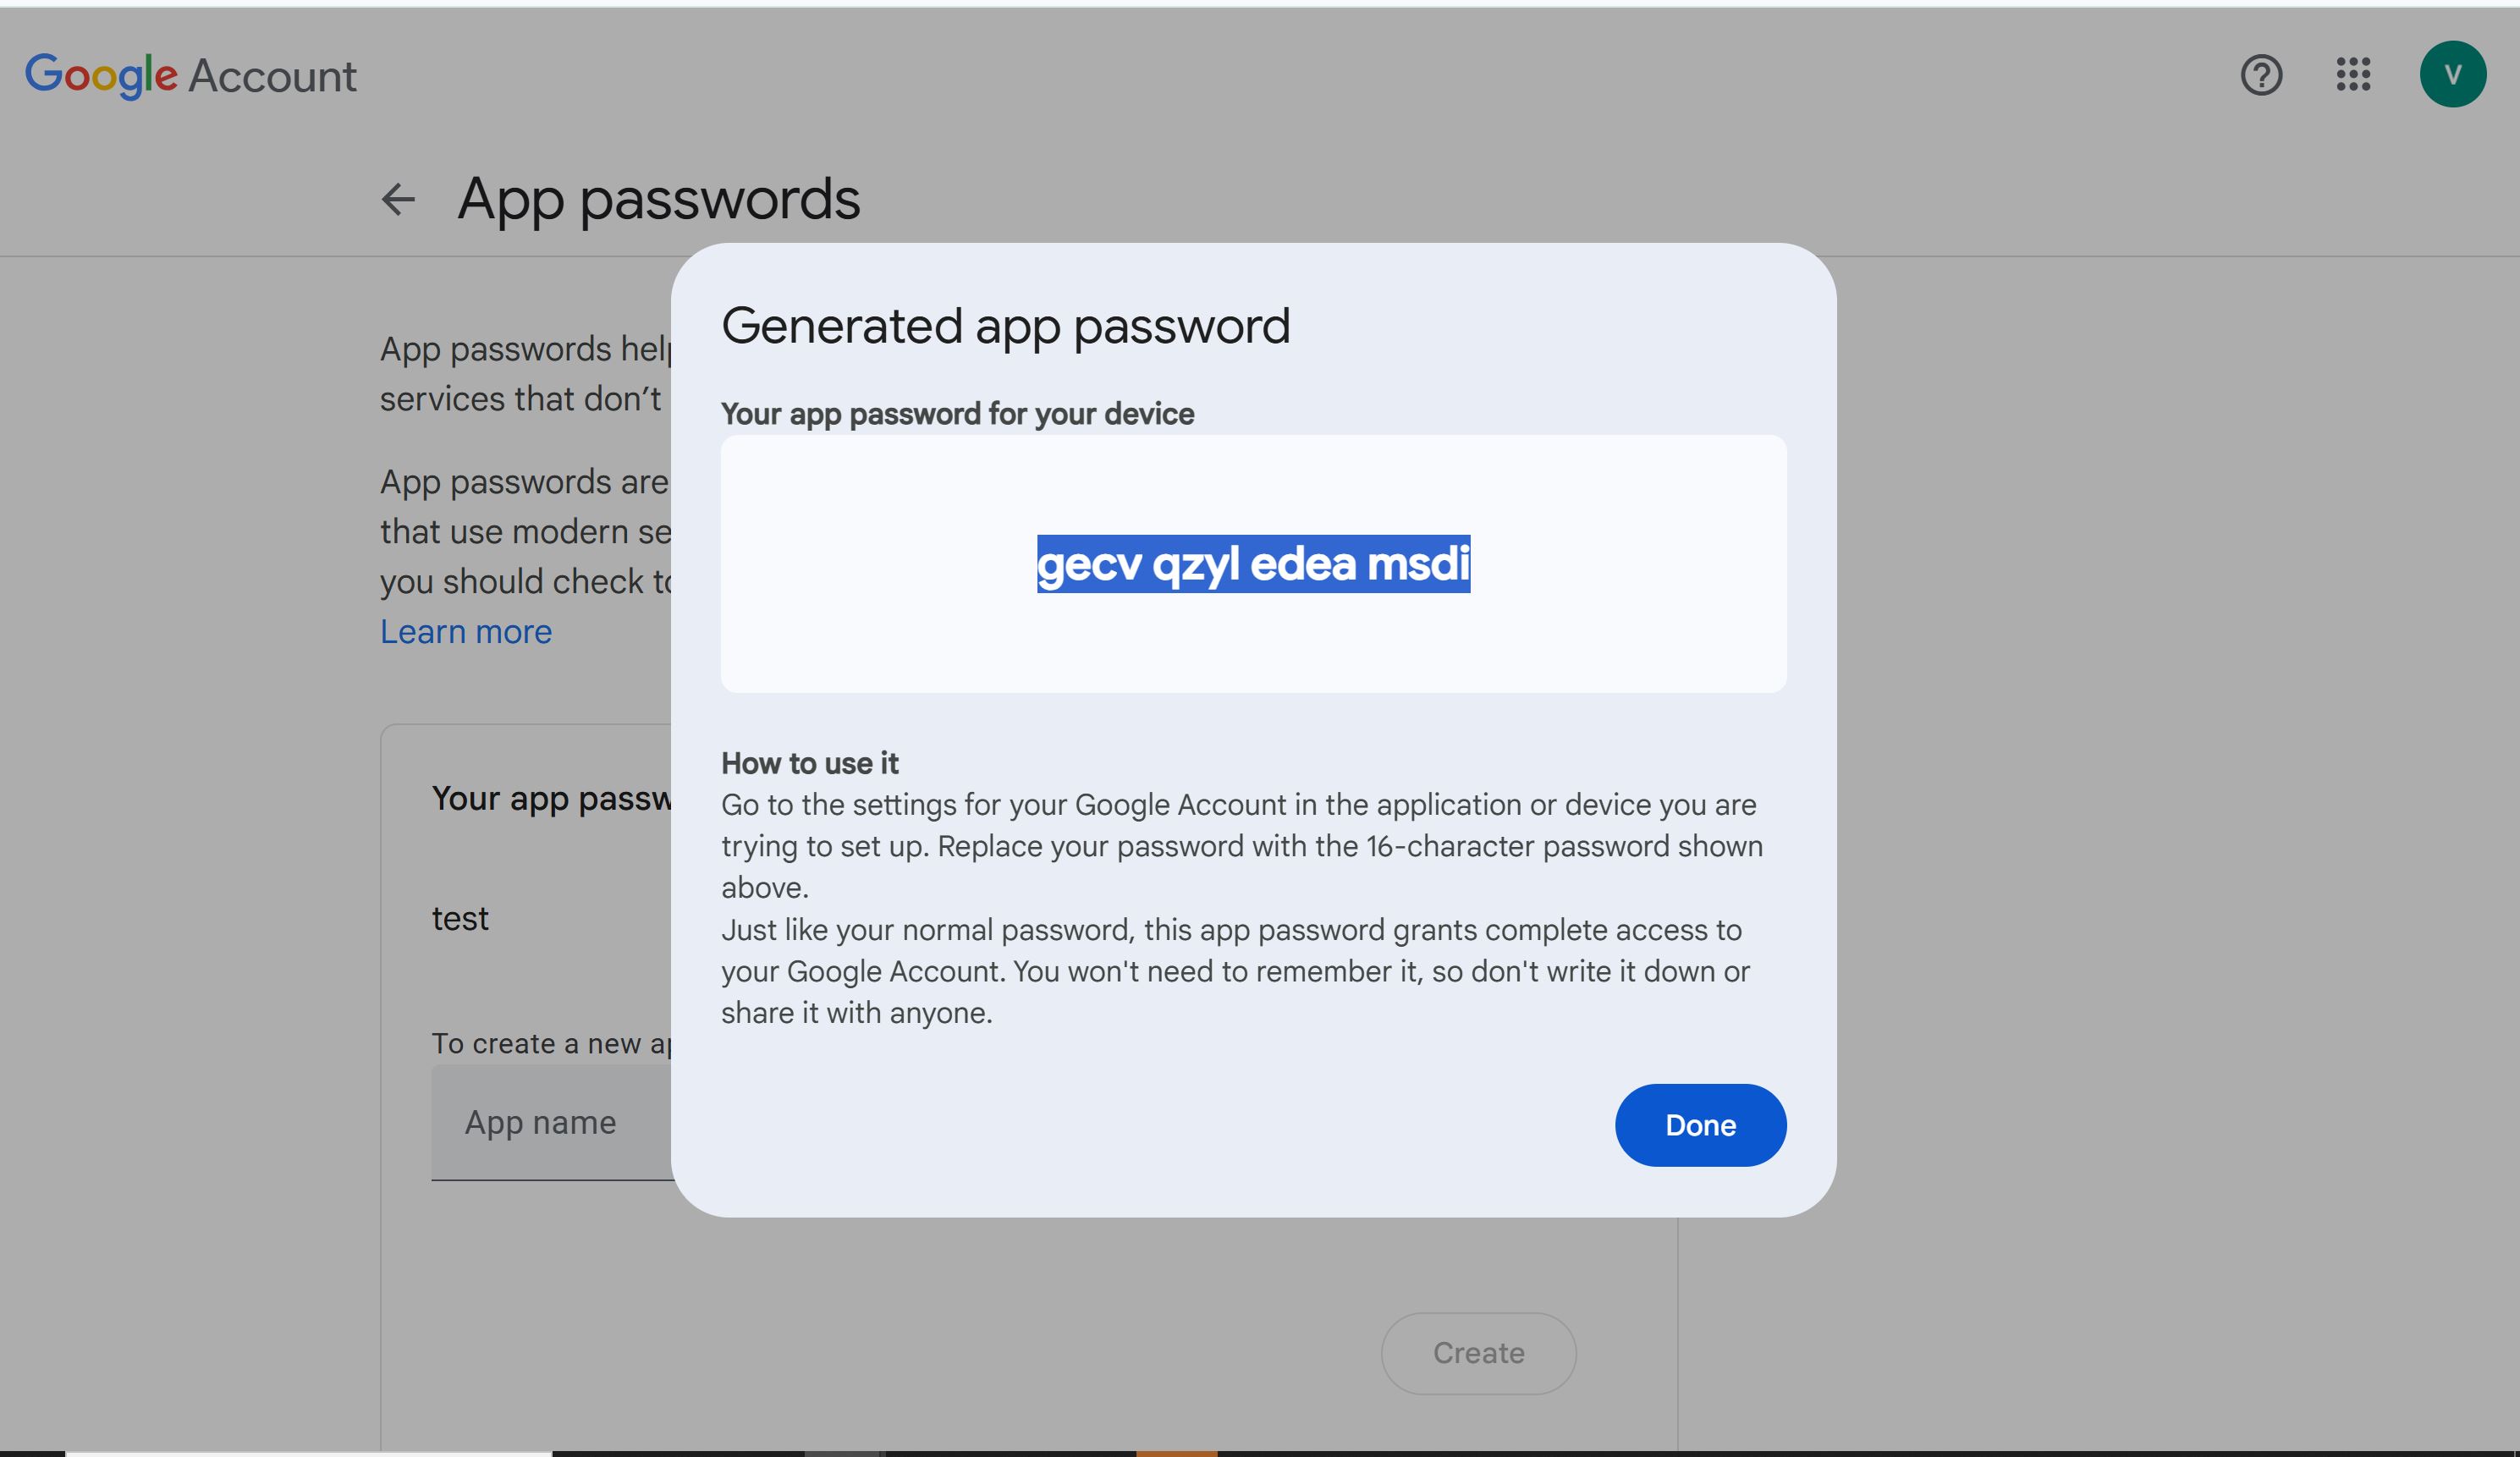 Google Account
V
App passwords
App passwords help
services that don’t
App passwords are
that use modern se
you should check to
Learn more
Your app passw
test
To create a new ap
App name
Create
Generated app password
Your app password for your device
gecv qzyl edea msdi
How to use it
Go to the settings for your Google Account in the application or device you are
trying to set up. Replace your password with the 16-character password shown
above.
Just like your normal password, this app password grants complete access to
your Google Account. You won't need to remember it, so don't write it down or
share it with anyone.
Done